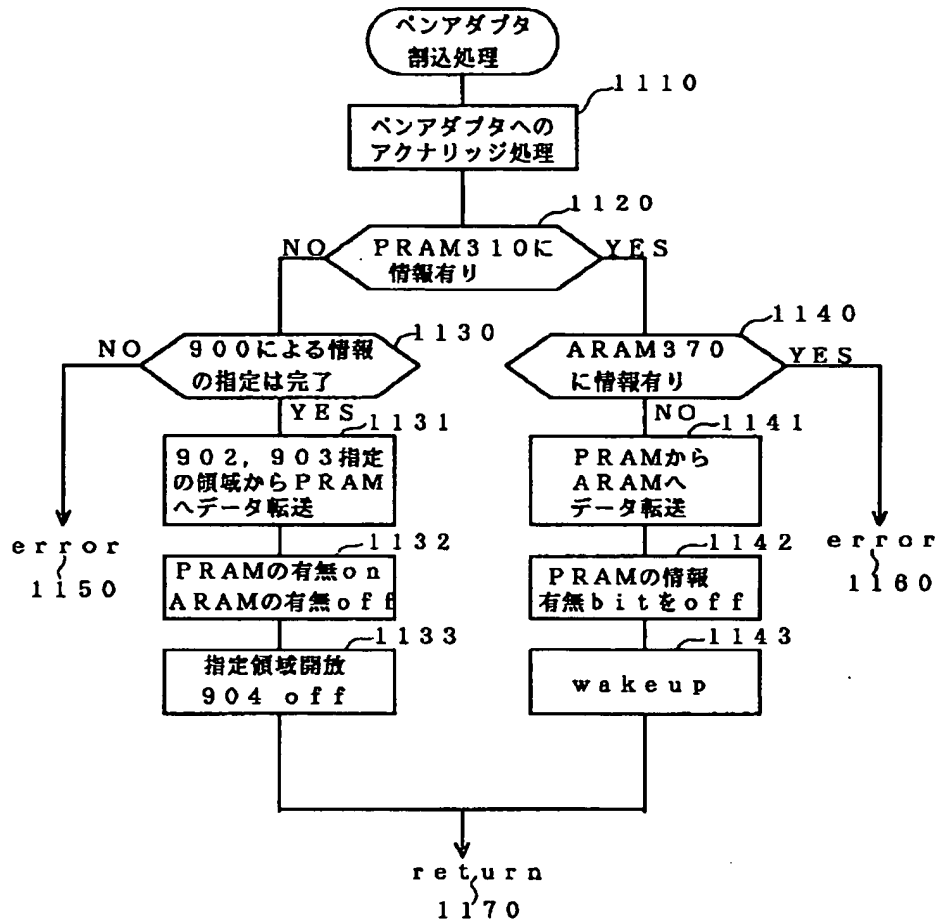 ペンアダプタ
割込処理
1110
ペンアダプタへの
アクナリッジ処理
1120
NO
PRAM310に
情報有り
YES
1130
NO
900による情報
の指定は完了
YES
1140
ARAM370
に情報有り
YES
NO
1131
902，903指定
の領域からPRAM
へデータ転送
1141
PRAMから
ARAMへ
データ転送
error
1150
error
1160
1132
PRAMの有無on
ARAMの有無off
1142
PRAMの情報
有無bitをoff
1133
指定領域開放
904 off
1143
wakeup
return
1170